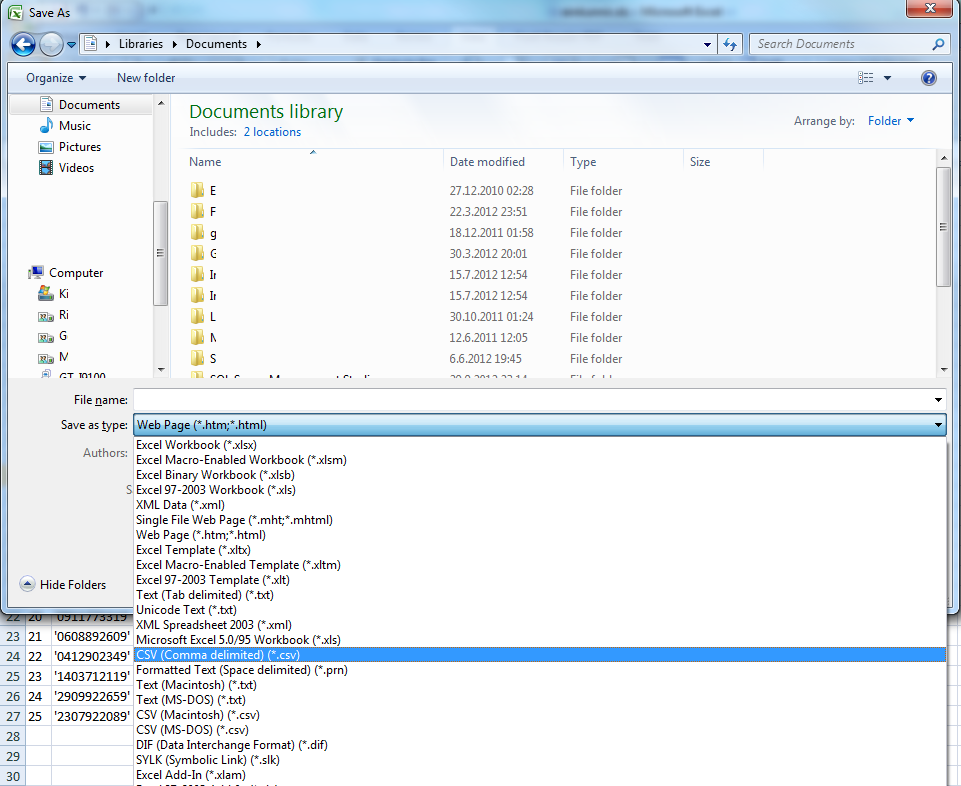 Save As
Libraries Documents
Search Documents
Organize New folder
Documents
Music
Pictures
Videos
Computer
Ki
Ri
G
M
GT-I9100
Documents library
Includes: 2 locations
Arrange by: Folder
Name Date modified Type Size
E 27.12.2010 02:28 File folder
F 22.3.2012 23:51 File folder
g 18.12.2011 01:58 File folder
G 30.3.2012 20:01 File folder
Ir 15.7.2012 12:54 File folder
Ir 15.7.2012 12:54 File folder
L 30.10.2011 01:24 File folder
N 12.6.2011 12:05 File folder
S 6.6.2012 19:45 File folder
SQL Server Management Studio File folder
File name:
Save as type: Web Page (*.htm;*.html)
Authors:
S
Hide Folders
Excel Workbook (*.xlsx)
Excel Macro-Enabled Workbook (*.xlsm)
Excel Binary Workbook (*.xlsb)
Excel 97-2003 Workbook (*.xls)
XML Data (*.xml)
Single File Web Page (*.mht;*.mhtml)
Web Page (*.htm;*.html)
Excel Template (*.xltx)
Excel Macro-Enabled Template (*.xltm)
Excel 97-2003 Template (*.xlt)
Text (Tab delimited) (*.txt)
Unicode Text (*.txt)
XML Spreadsheet 2003 (*.xml)
Microsoft Excel 5.0/95 Workbook (*.xls)
CSV (Comma delimited) (*.csv)
Formatted Text (Space delimited) (*.prn)
Text (Macintosh) (*.txt)
Text (MS-DOS) (*.txt)
CSV (Macintosh) (*.csv)
CSV (MS-DOS) (*.csv)
DIF (Data Interchange Format) (*.dif)
SYLK (Symbolic Link) (*.slk)
Excel Add-In (*.xlam)
22 20 '0911773319'
23 21 '0608892609'
24 22 '0412902349'
25 23 '1403712119'
26 24 '2909922659'
27 25 '2307922089'
28
29
30